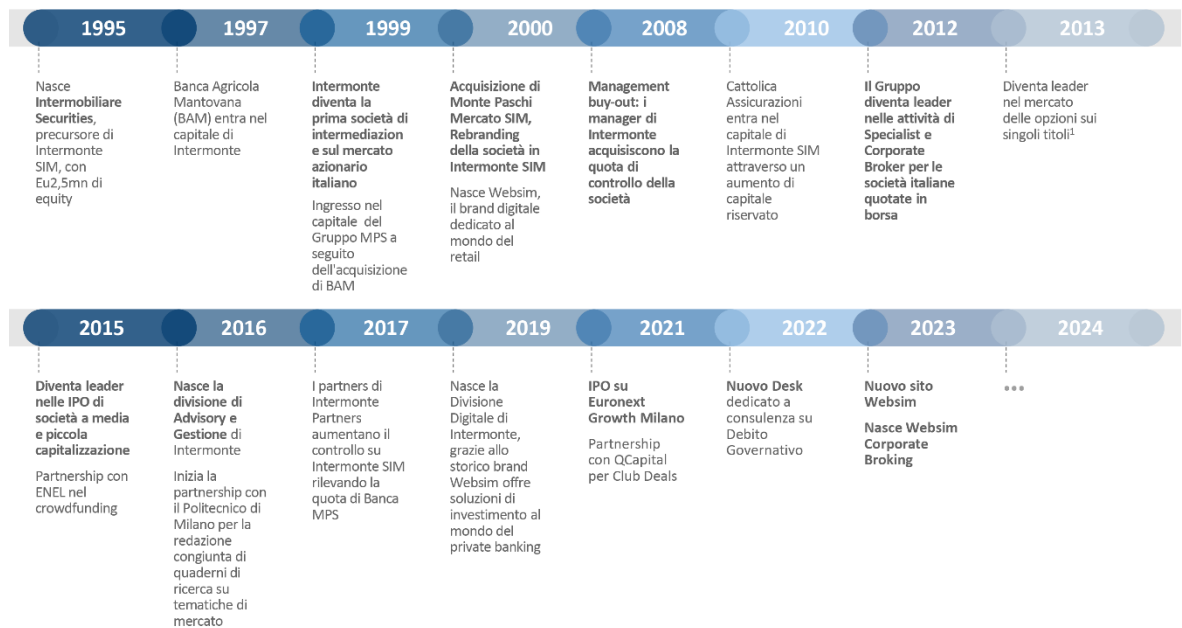 1995
1997
1999
2000
2008
2010
2012
2013
Nasce
Intermobiliare
Securities,
precursore di
Intermonte
SIM, con
Eu2,5mn di
equity
Banca Agricola
Mantovana
(BAM) entra nel
capitale di
Intermonte
Intermonte
diventa la
prima società di
intermediazion
e sul mercato
azionario
italiano
Ingresso nel
capitale del
Gruppo MPS a
seguito
dell'acquisizione
di BAM
Acquisizione di
Monte Paschi
Mercato SIM,
Rebranding
della società in
Intermonte SIM
Nasce Websim,
il brand digitale
dedicato al
mondo del
retail
Management
buy-out: i
manager di
Intermonte
acquisiscono la
quota di
controllo della
società
Cattolica
Assicurazioni
entra nel
capitale di
Intermonte SIM
attraverso un
aumento di
capitale
riservato
Il Gruppo
diventa leader
nelle attività di
Specialist e
Corporate
Broker per le
società italiane
quotate in
borsa
Diventa leader
nel mercato
delle opzioni sui
singoli titoli¹
2015
2016
2017
2019
2021
2022
2023
2024
Diventa leader
nelle IPO di
società a media
e piccola
capitalizzazione
Partnership con
ENEL nel
crowdfunding
Nasce la
divisione di
Advisory e
Gestione di
Intermonte
Inizia la
partnership con
il Politecnico di
Milano per la
redazione
congiunta di
quaderni di
ricerca su
tematiche di
mercato
I partners di
Intermonte
Partners
aumentano il
controllo su
Intermonte SIM
rilevando la
quota di Banca
MPS
Nasce la
Divisione
Digitale di
Intermonte,
grazie allo
storico brand
Websim offre
soluzioni di
investimento al
mondo del
private banking
IPO su
Euronext
Growth Milano
Partnership
con QCapital
per Club Deals
Nuovo Desk
dedicato a
consulenza su
Debito
Governativo
Nuovo sito
Websim
Nasce Websim
Corporate
Broking
...